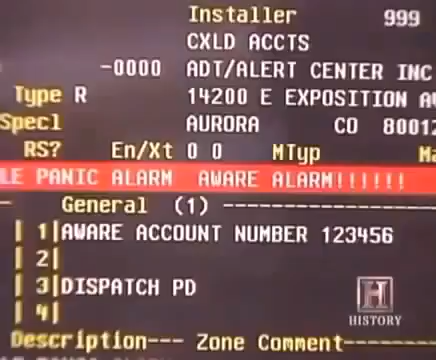 Installer 999
CXLD ACCTS
-0000 ADT/ALERT CENTER INC
Type R 14200 E EXPOSITION
Specl AURORA CO 80012
RS? En/Xt 0 0 MTyp
LE PANIC ALARM AWARE ALARM!!!!!!
General (1)
1 AWARE ACCOUNT NUMBER 123456
2
3 DISPATCH PD
4
H
HISTORY
Description--- Zone Comment